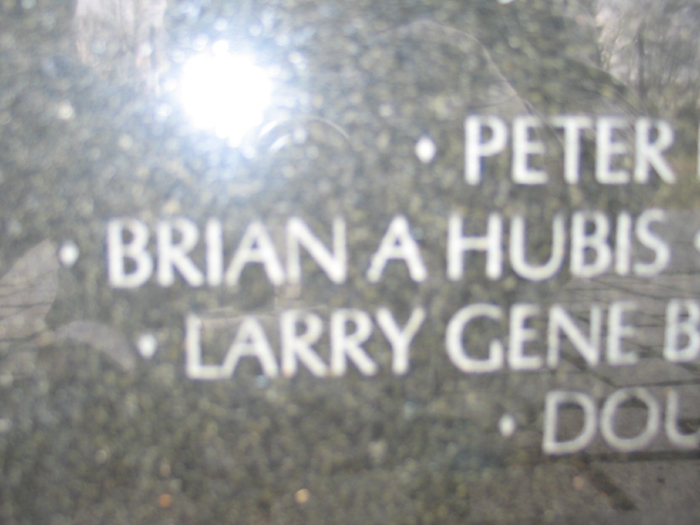 ♦ PETER
♦ BRIAN A HUBIS ♦
♦ LARRY GENE B
♦ DOU